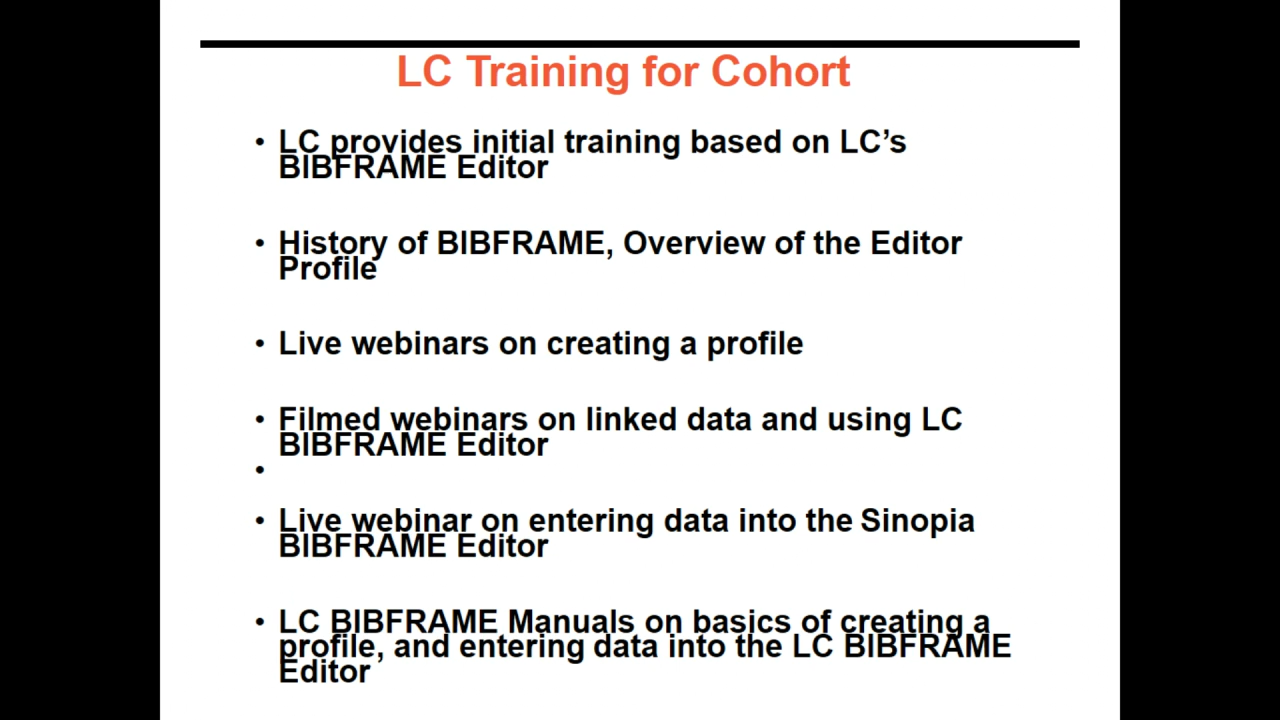 LC Training for Cohort
• LC provides initial training based on LC’s
BIBFRAME Editor
• History of BIBFRAME, Overview of the Editor
Profile
• Live webinars on creating a profile
• Filmed webinars on linked data and using LC
BIBFRAME Editor
•
• Live webinar on entering data into the Sinopia
BIBFRAME Editor
• LC BIBFRAME Manuals on basics of creating a
profile, and entering data into the LC BIBFRAME
Editor